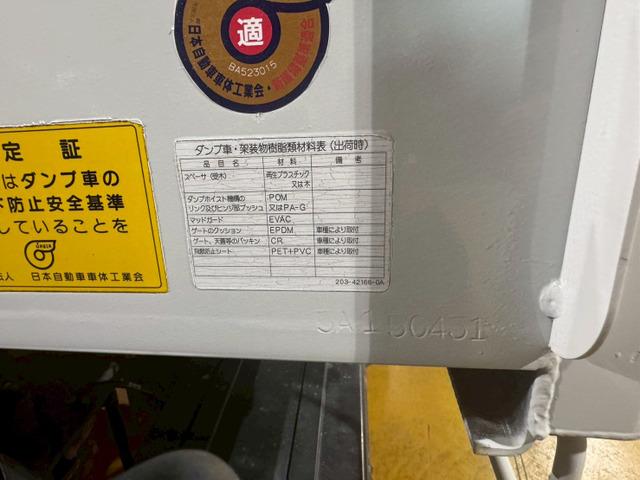 適
BA523015
日本自動車車体工業会・
定 証
はダンプ車の
防止安全基準
していることを
人 日本自動車車体工業会
ダンプ車・架装物樹脂類材料表（出荷時）
品 目 名 材 料 備 考
スペーサ（受木） 再生プラスチック
又は木
ダンプホイスト機構の POM
リンク及びヒンジ部ブッシュ 又はPA-G
マッドガード EVAC
ゲートのクッション EPDM 車種により取付
ゲート、天蓋等のパッキン CR 車種により取付
飛散防止シート PET+PVC 車種により取付
203-42166-0A